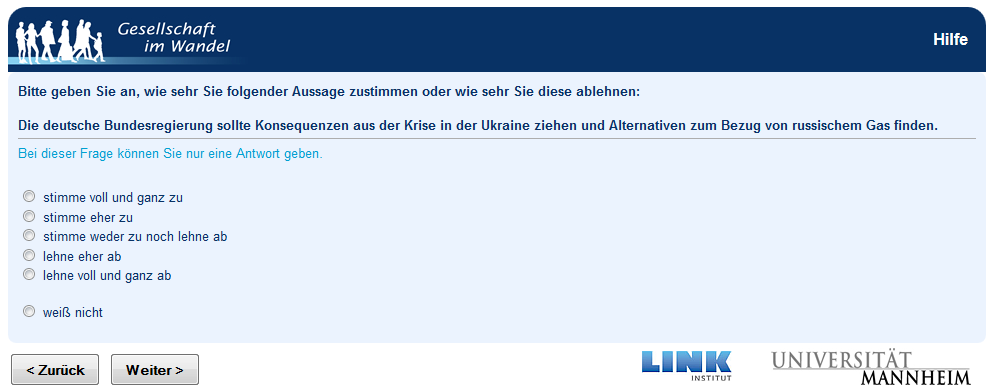 Gesellschaft
im Wandel
Hilfe
Bitte geben Sie an, wie sehr Sie folgender Aussage zustimmen oder wie sehr Sie diese ablehnen:
Die deutsche Bundesregierung sollte Konsequenzen aus der Krise in der Ukraine ziehen und Alternativen zum Bezug von russischem Gas finden.
Bei dieser Frage können Sie nur eine Antwort geben.
stimme voll und ganz zu
stimme eher zu
stimme weder zu noch lehne ab
lehne eher ab
lehne voll und ganz ab
weiß nicht
< Zurück
Weiter >
LINK
INSTITUT
UNIVERSITÄT
MANNHEIM